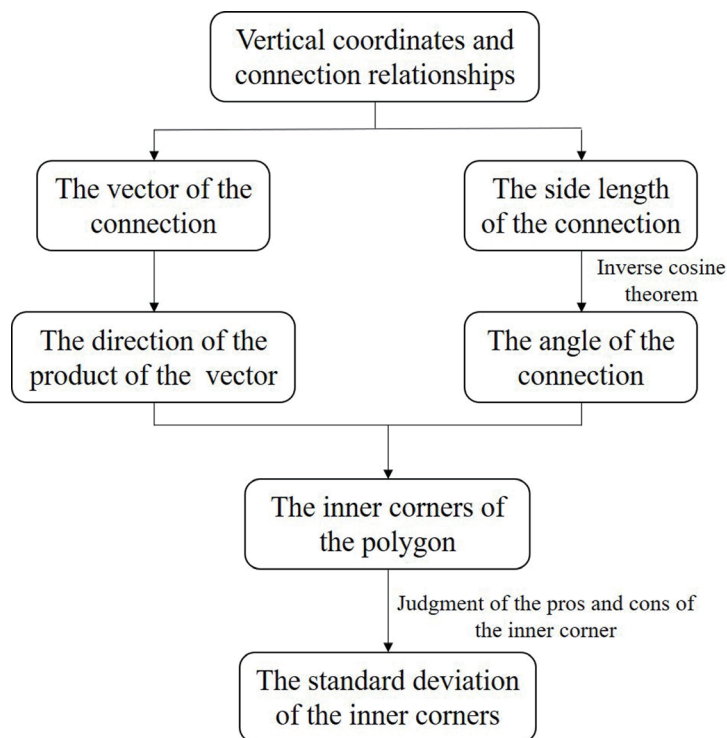 Vertical coordinates and
connection relationships
The vector of the
connection
The side length
of the connection
Inverse cosine
theorem
The direction of the
product of the vector
The angle of the
connection
The inner corners of
the polygon
Judgment of the pros and cons of
the inner corner
The standard deviation
of the inner corners